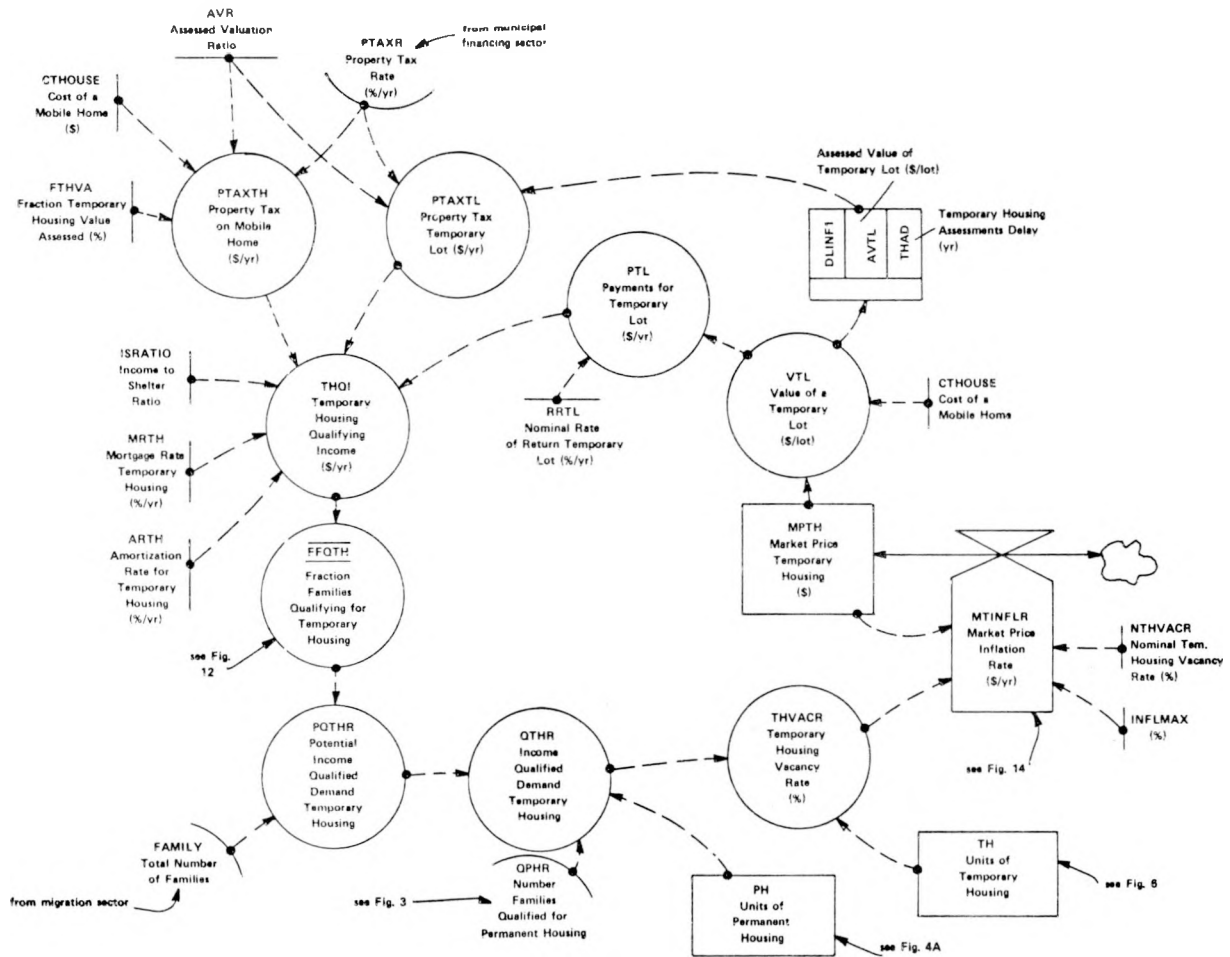 AVR
Assessed Valuation
Ratio
PTAXR
Property Tax
Rate
(%/yr)
from municipal
financing sector
CTHOUSE
Cost of a
Mobile Home
($)
FTHVA
Fraction Temporary
Housing Value
Assessed (%)
PTAXTH
Property Tax
on Mobile
Home
($/yr)
PTAXTL
Property Tax
Temporary
Lot ($/yr)
Assessed Value of
Temporary Lot ($/lot)
DLINF1
AVTL
THAD
Temporary Housing
Assessments Delay
(yr)
PTL
Payments for
Temporary
Lot
($/yr)
ISRATIO
Income to
Shelter
Ratio
THQI
Temporary
Housing
Qualifying
Income
($/yr)
RRTL
Nominal Rate
of Return Temporary
Lot (%/yr)
VTL
Value of a
Temporary
Lot
($/lot)
CTHOUSE
Cost of a
Mobile Home
MRTH
Mortgage Rate
Temporary
Housing
(%/yr)
ARTH
Amortization
Rate for
Temporary
Housing
(%/yr)
FFQTH
Fraction
Families
Qualifying for
Temporary
Housing
see Fig.
12
MPTH
Market Price
Temporary
Housing
($)
MTINFLR
Market Price
Inflation
Rate
($/yr)
NTHVACR
Nominal Tem.
Housing Vacancy
Rate (%)
INFLMAX
(%)
see Fig. 14
PQTHR
Potential
Income
Qualified
Demand
Temporary
Housing
QTHR
Income
Qualified
Demand
Temporary
Housing
THVACR
Temporary
Housing
Vacancy
Rate
(%)
FAMILY
Total Number
of Families
from migration sector
see Fig. 3
QPHR
Number
Families
Qualified for
Permanent Housing
PH
Units of
Permanent
Housing
see Fig. 4A
TH
Units of
Temporary
Housing
see Fig. 6